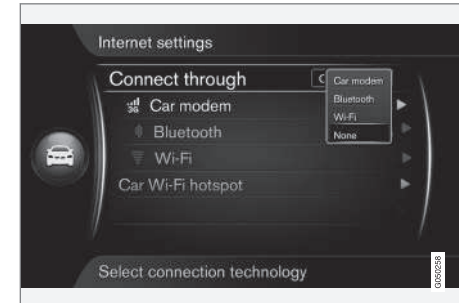 Internet settings
Connect through
Car modem
Bluetooth
Wi-Fi
None
3G Car modem
Bluetooth
Wi-Fi
Car Wi-Fi hotspot
Select connection technology
G050258